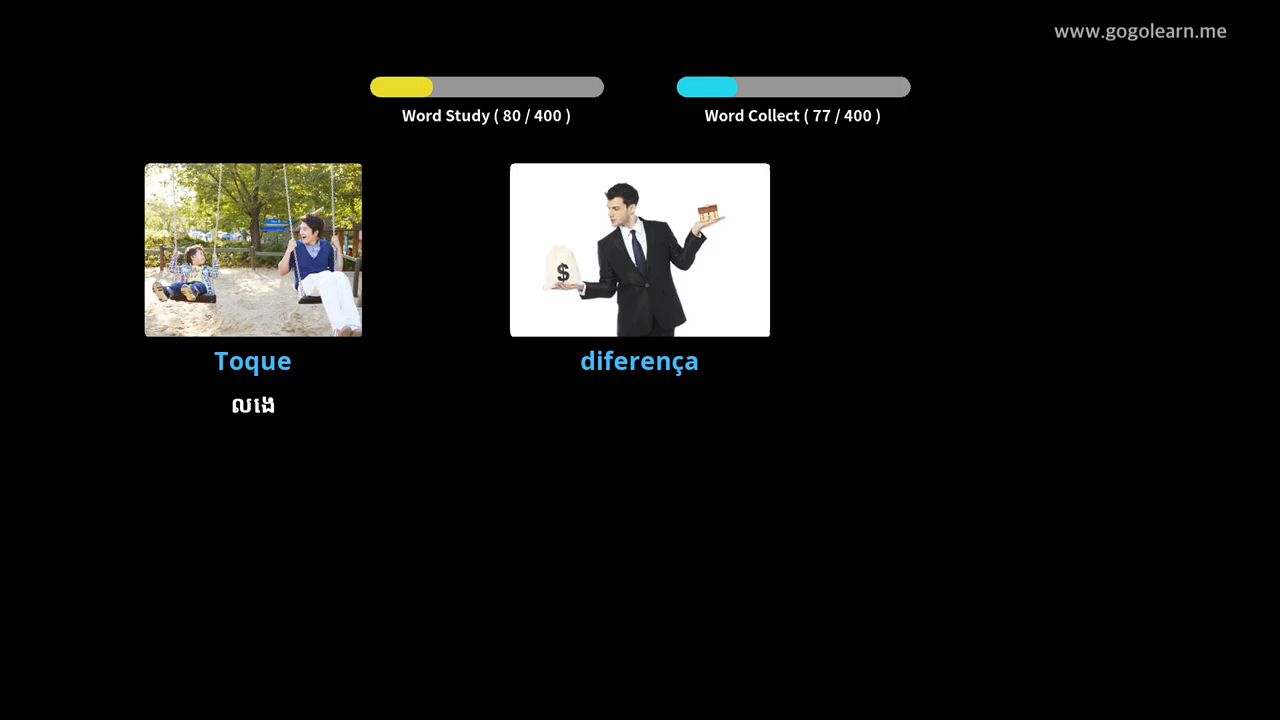 www.gogolearn.me
Word Study ( 80 / 400 )
Word Collect ( 77 / 400 )
$
Toque
diferença
លេង